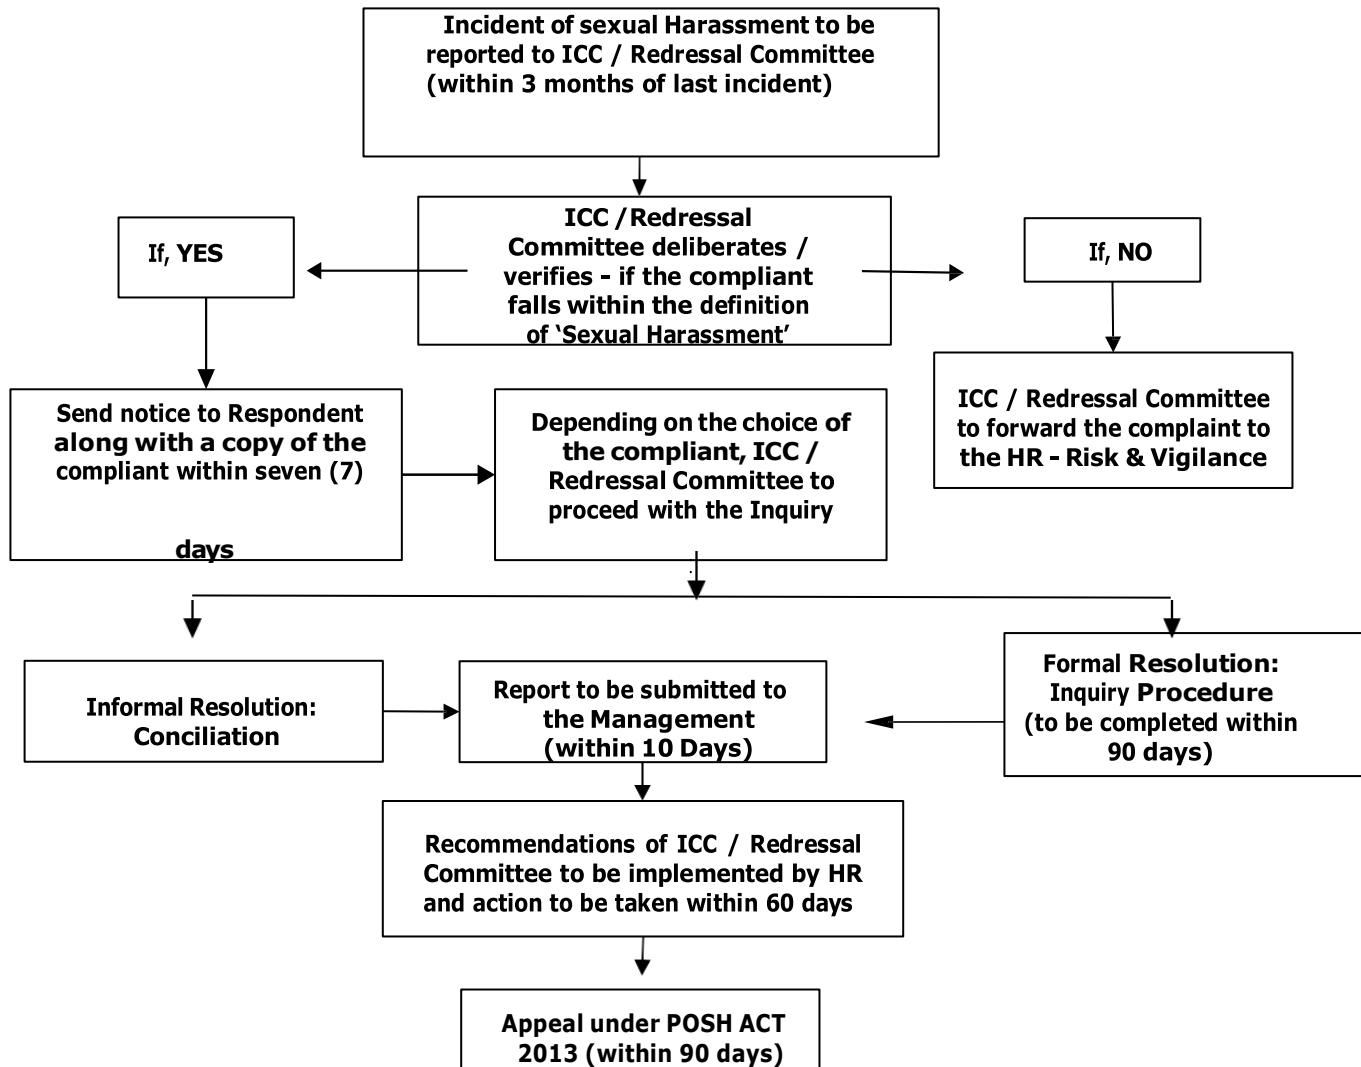 Incident of sexual Harassment to be
reported to ICC / Redressal Committee
(within 3 months of last incident)
ICC / Redressal
Committee deliberates /
verifies - if the compliant
falls within the definition
of ‘Sexual Harassment’
If, YES
If, NO
Send notice to Respondent
along with a copy of the
compliant within seven (7)
days
Depending on the choice of
the compliant, ICC /
Redressal Committee to
proceed with the Inquiry
.
ICC / Redressal Committee
to forward the complaint to
the HR - Risk & Vigilance
Informal Resolution:
Conciliation
Report to be submitted to
the Management
(within 10 Days)
Formal Resolution:
Inquiry Procedure
(to be completed within
90 days)
Recommendations of ICC / Redressal
Committee to be implemented by HR
and action to be taken within 60 days
Appeal under POSH ACT
2013 (within 90 days)